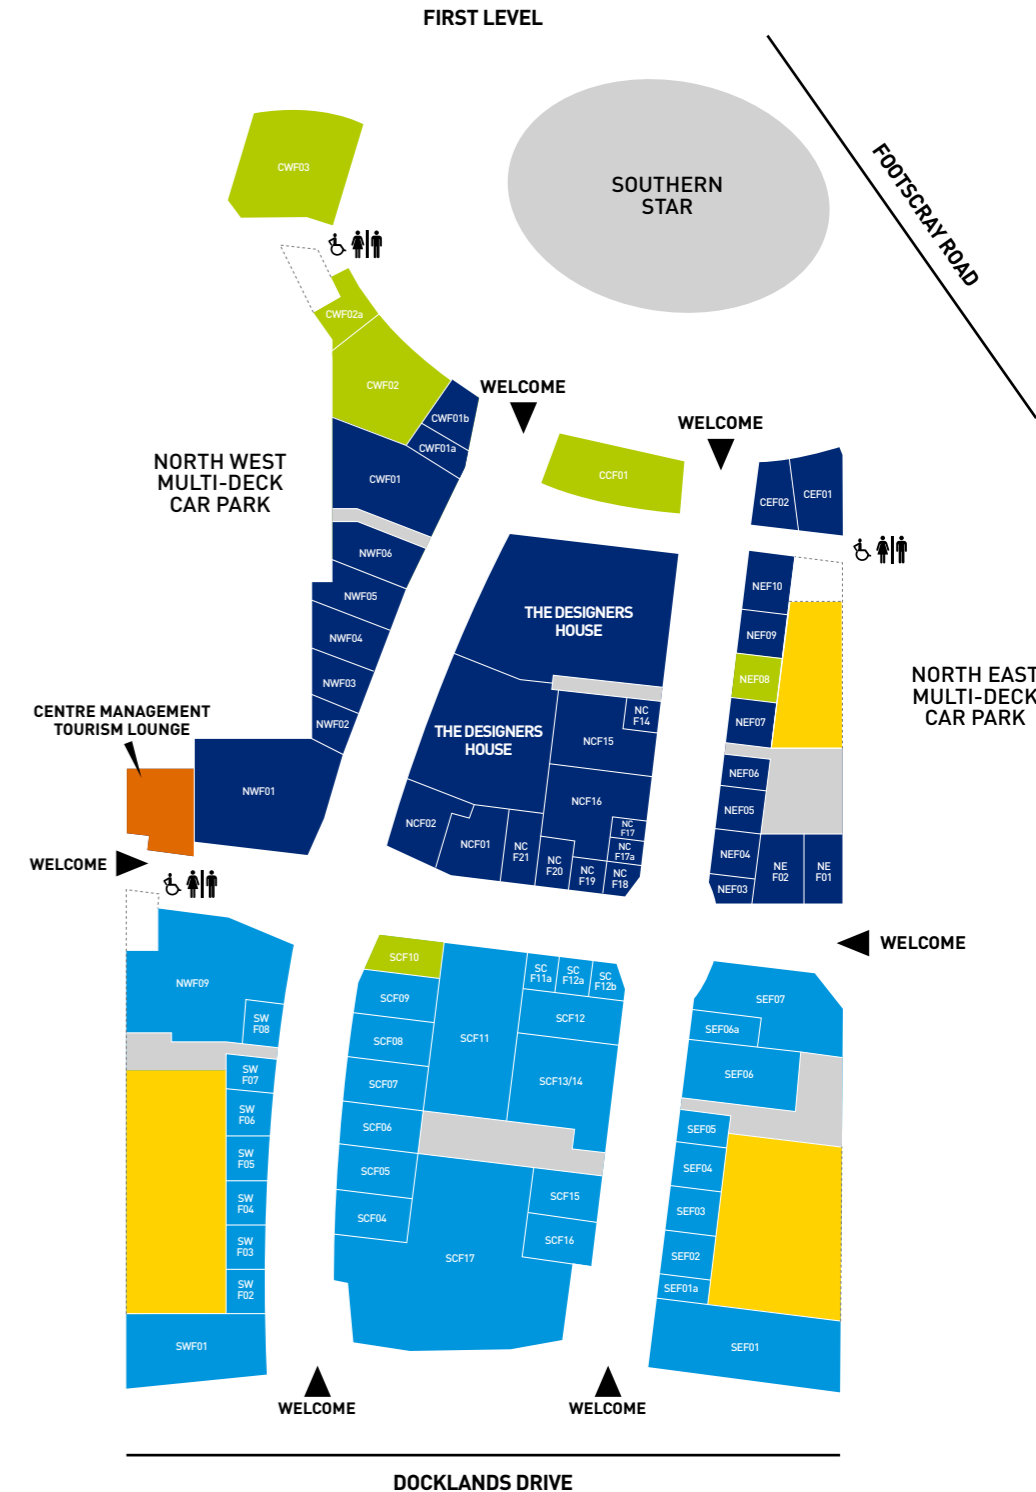 FIRST LEVEL
CWF03
SOUTHERN
STAR
FOOTSCRAY ROAD
CWF02a
CWF02
CWF01b
CWF01a
CWF01
WELCOME
WELCOME
NORTH WEST
MULTI-DECK
CAR PARK
CCF01
CEF02
CEF01
NWF06
NWF05
NWF04
NWF03
NWF02
NWF01
THE DESIGNERS
HOUSE
THE DESIGNERS
HOUSE
NC
F14
NCF15
NCF16
NC
F17
NC
F17a
NC
F18
NC
F19
NC
F20
NC
F21
NCF01
NCF02
NEF10
NEF09
NEF08
NEF07
NEF06
NEF05
NEF04
NEF03
NE
F02
NE
F01
NORTH EAST
MULTI-DECK
CAR PARK
CENTRE MANAGEMENT
TOURISM LOUNGE
WELCOME
WELCOME
NWF09
SW
F08
SW
F07
SW
F06
SW
F05
SW
F04
SW
F03
SW
F02
SWF01
SCF10
SCF09
SCF08
SCF07
SCF06
SCF05
SCF04
SCF11
SC
F11a
SC
F12a
SC
F12b
SCF12
SCF13/14
SCF15
SCF16
SCF17
SEF07
SEF06a
SEF06
SEF05
SEF04
SEF03
SEF02
SEF01a
SEF01
WELCOME
WELCOME
DOCKLANDS DRIVE